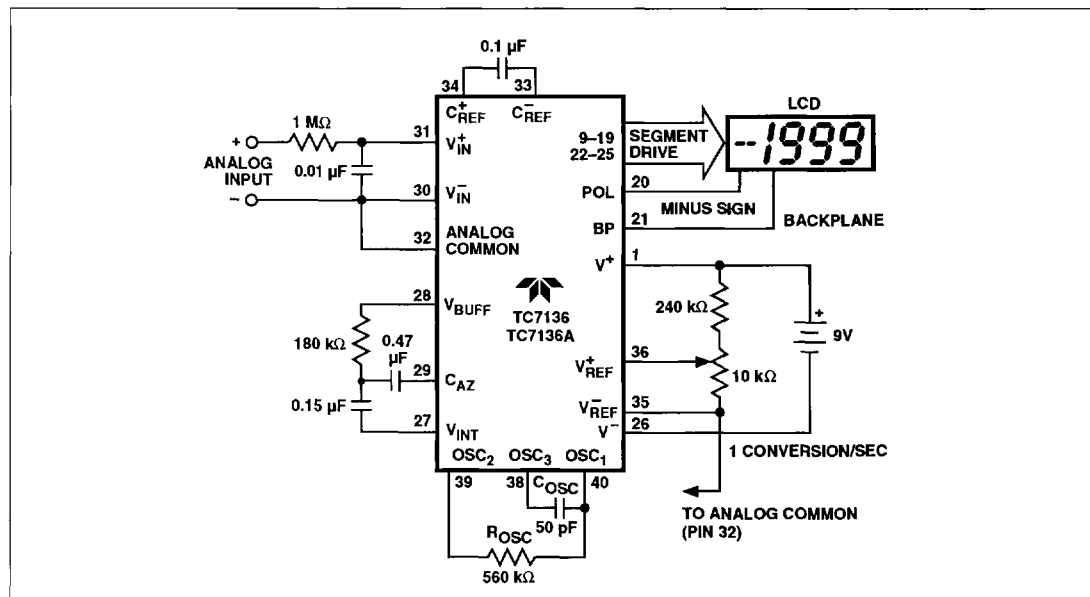 0.1 µF
34
33
C+REF
C−REF
1 MΩ
31
V+IN
+
ANALOG
INPUT
−
0.01 µF
30
V−IN
32
ANALOG
COMMON
9–19
22–25
SEGMENT
DRIVE
LCD
-1999
POL
20
MINUS SIGN
BP
21
BACKPLANE
V+
1
TC7136
TC7136A
28
VBUFF
180 kΩ
0.47
µF
29
CAZ
0.15 µF
27
VINT
240 kΩ
+
9V
V+REF
36
10 kΩ
V−REF
35
V−
26
1 CONVERSION/SEC
OSC2
OSC3
OSC1
39
38
COSC
40
50 pF
ROSC
560 kΩ
TO ANALOG COMMON
(PIN 32)